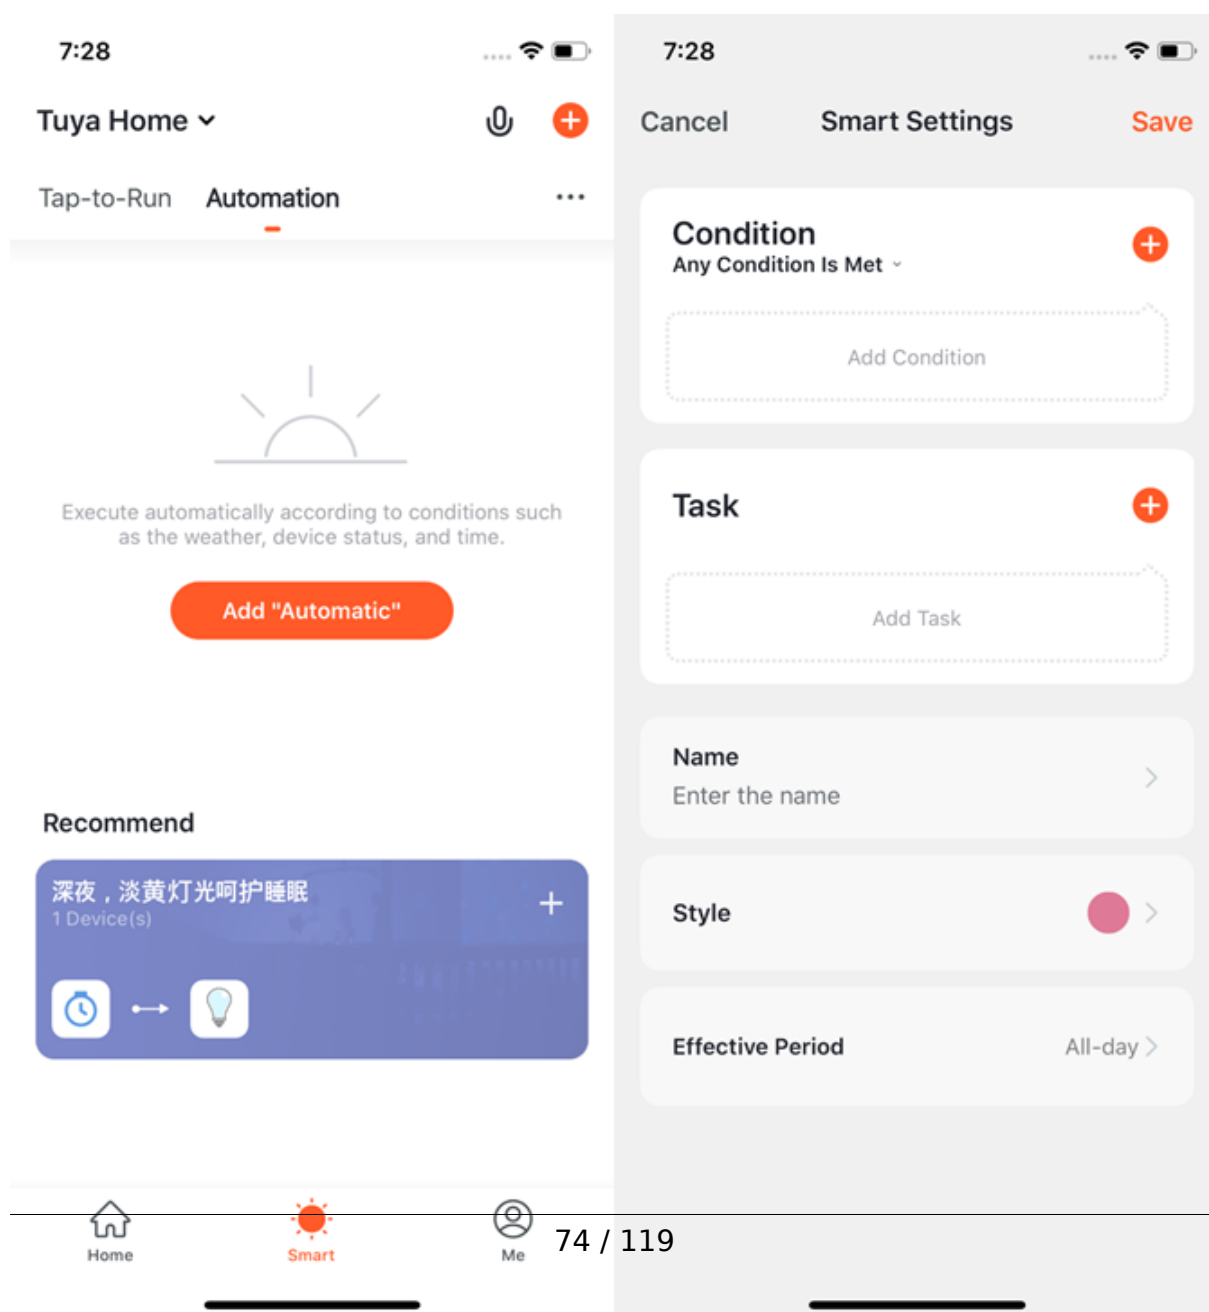 7:28
Tuya Home
Tap-to-Run Automation
Execute automatically according to conditions such
as the weather, device status, and time.
Add "Automatic"
Recommend
深夜，淡黄灯光呵护睡眠
1 Device(s)
Home Smart Me
7:28
Cancel Smart Settings Save
Condition
Any Condition Is Met
Add Condition
Task
Add Task
Name
Enter the name
Style
Effective Period All-day
74 / 119